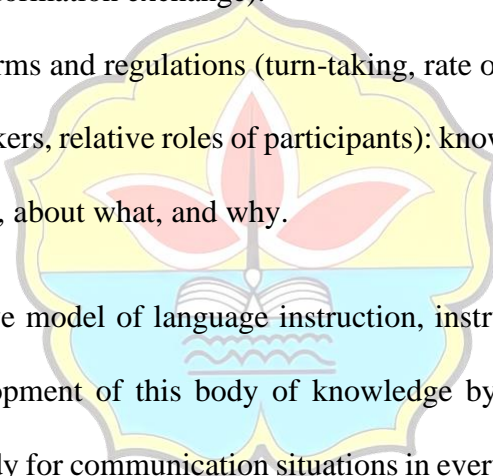 formation exchange).
rms and regulations (turn-taking, rate o
kers, relative roles of participants): know
, about what, and why.
e model of language instruction, instr
opment of this body of knowledge by
ly for communication situations in ever